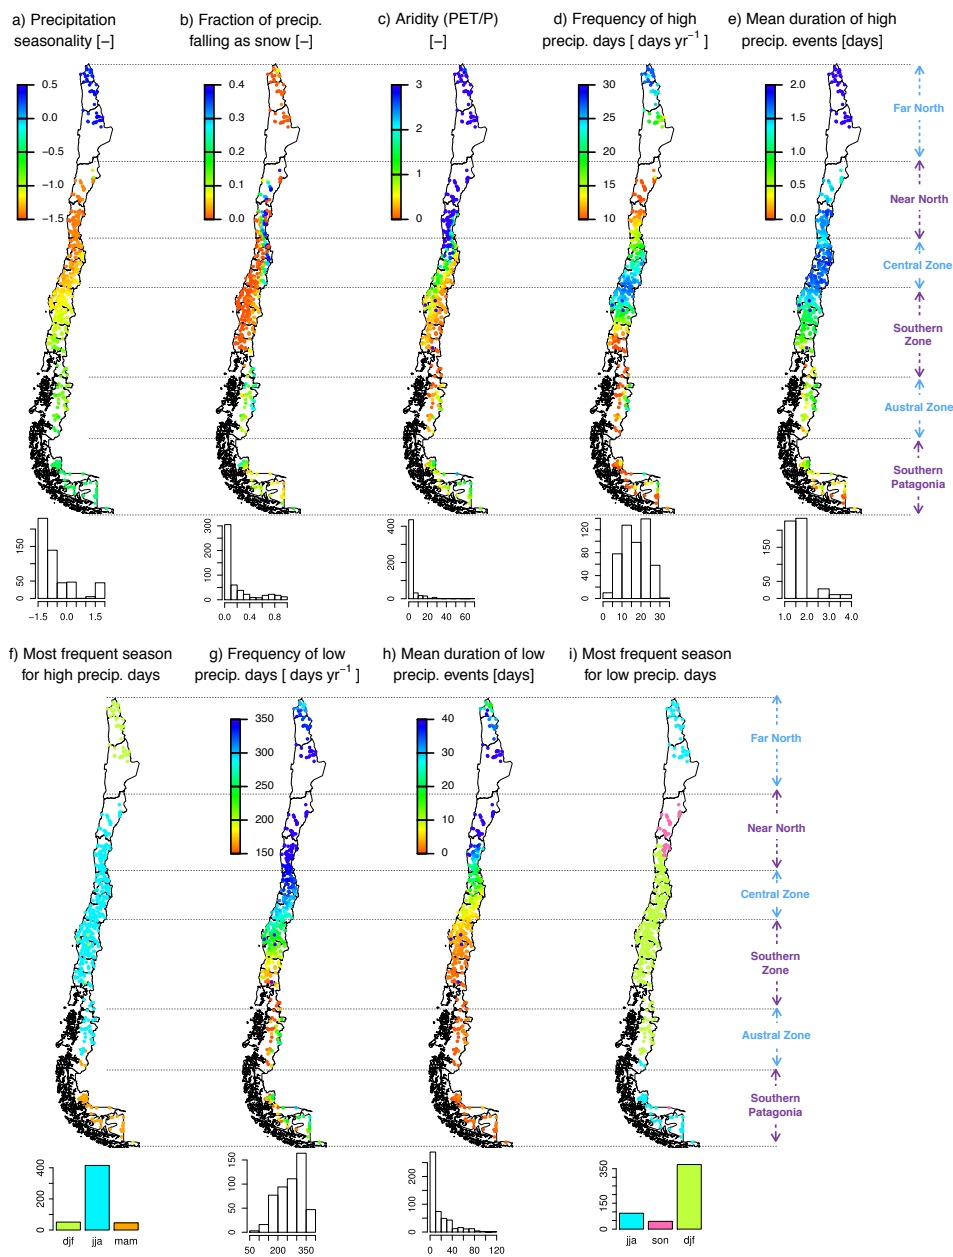 a) Precipitation
seasonality [−]
b) Fraction of precip.
falling as snow [−]
c) Aridity (PET/P)
[−]
d) Frequency of high
precip. days [ days yr−1 ]
e) Mean duration of high
precip. events [days]
0.5
0.0
−0.5
−1.0
−1.5
0.4
0.3
0.2
0.1
0.0
3
2
1
0
30
25
20
15
10
2.0
1.5
1.0
0.5
0.0
Far North
Near North
Central Zone
Southern
Zone
Austral Zone
Southern
Patagonia
0 50 150
−1.5 0.0 1.5
0 100 200 300
0.0 0.4 0.8
0 200 400
0 20 40 60
0 40 80 120
0 10 20 30
0 50 150
1.0 2.0 3.0 4.0
f) Most frequent season
for high precip. days
g) Frequency of low
precip. days [ days yr−1 ]
h) Mean duration of low
precip. events [days]
i) Most frequent season
for low precip. days
350
300
250
200
150
40
30
20
10
0
Far North
Near North
Central Zone
Southern
Zone
Austral Zone
Southern
Patagonia
0 200 400
djf jja mam
0 50 100 150
50 200 350
0 100 200
0 40 80 120
0 150 350
jja son djf